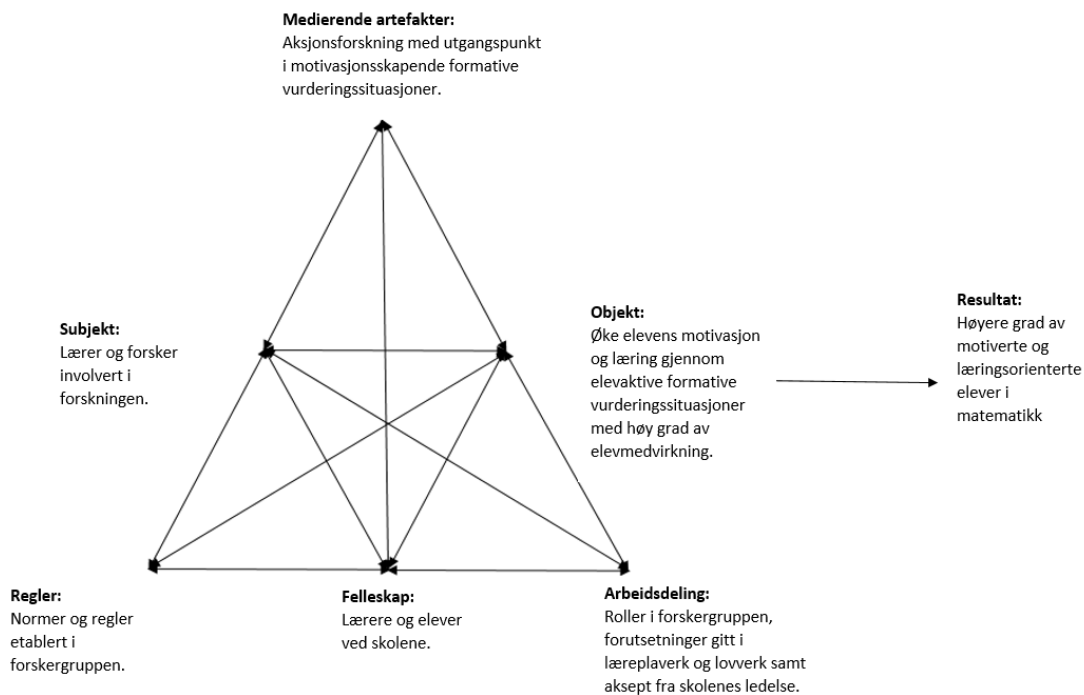 Medierende artefakter:
Aksjonsforskning med utgangspunkt
i motivasjonsskapende formative
vurderingssituasjoner.
Subjekt:
Lærer og forsker
involvert i
forskningen.
Objekt:
Øke elevens motivasjon
og læring gjennom
elevaktive formative
vurderingssituasjoner
med høy grad av
elevmedvirkning.
Resultat:
Høyere grad av
motiverte og
læringsorienterte
elever i
matematikk
Regler:
Normer og regler
etablert i
forskergruppen.
Felleskap:
Lærere og elever
ved skolene.
Arbeidsdeling:
Roller i forskergruppen,
forutsetninger gitt i
læreplaverk og lovverk samt
aksept fra skolenes ledelse.